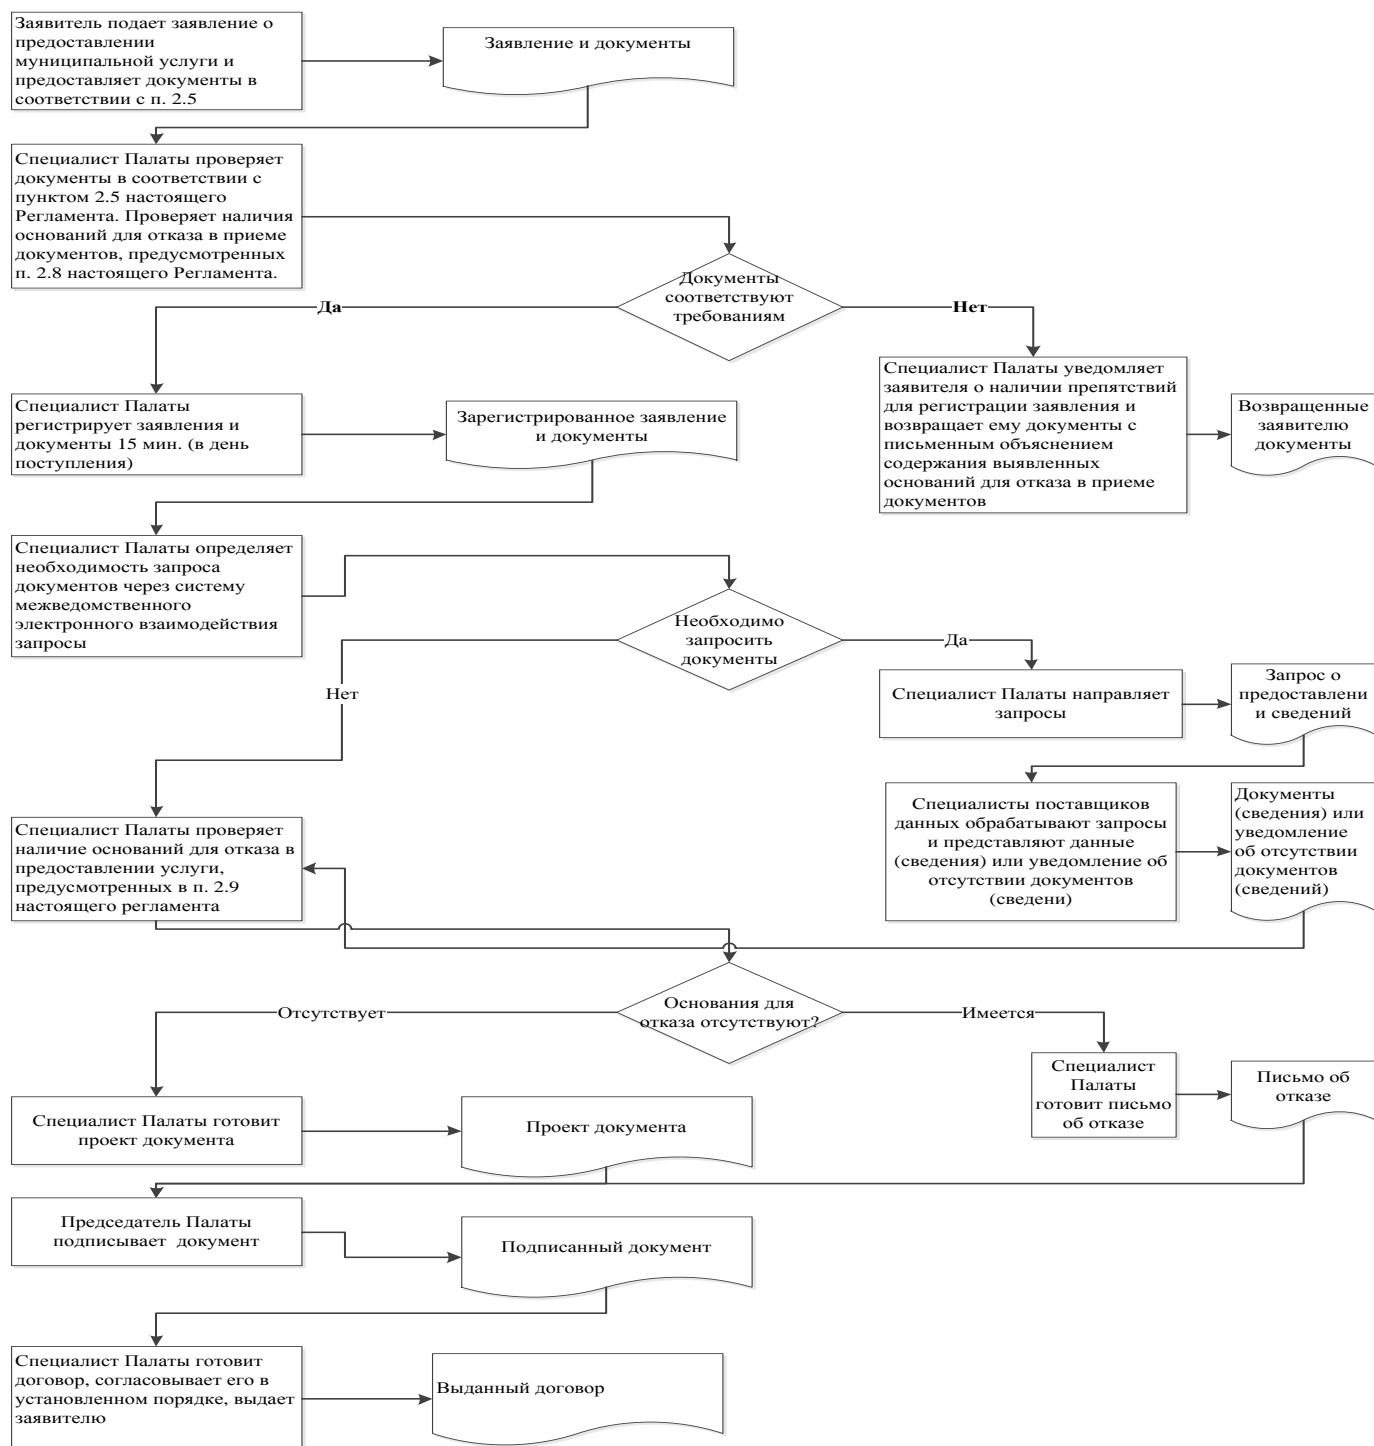 Заявитель подает заявление о
предоставлении
муниципальной услуги и
предоставляет документы в
соответствии с п. 2.5
Заявление и документы
Специалист Палаты проверяет
документы в соответствии с
пунктом 2.5 настоящего
Регламента. Проверяет наличия
оснований для отказа в приеме
документов, предусмотренных
п. 2.8 настоящего Регламента.
Документы
соответствуют
требованиям
Да
Нет
Специалист Палаты
регистрирует заявления и
документы 15 мин. (в день
поступления)
Зарегистрированное заявление
и документы
Специалист Палаты уведомляет
заявителя о наличии препятствий
для регистрации заявления и
возвращает ему документы с
письменным объяснением
содержания выявленных
оснований для отказа в приеме
документов
Возвращенные
заявителю
документы
Специалист Палаты определяет
необходимость запроса
документов через систему
межведомственного
электронного взаимодействия
запросы
Необходимо
запросить
документы
Да
Нет
Специалист Палаты направляет
запросы
Запрос о
предоставлени
и сведений
Специалисты поставщиков
данных обрабатывают запросы
и представляют данные
(сведения) или уведомление об
отсутствии документов
(сведени)
Документы
(сведения) или
уведомление
об отсутствии
документов
(сведений)
Специалист Палаты проверяет
наличие оснований для отказа в
предоставлении услуги,
предусмотренных в п. 2.9
настоящего регламента
Основания для
отказа отсутствуют?
Отсутствует
Имеется
Специалист
Палаты
готовит письмо
об отказе
Письмо об
отказе
Специалист Палаты готовит
проект документа
Проект документа
Председатель Палаты
подписывает документ
Подписанный документ
Специалист Палаты готовит
договор, согласовывает его в
установленном порядке, выдает
заявителю
Выданный договор